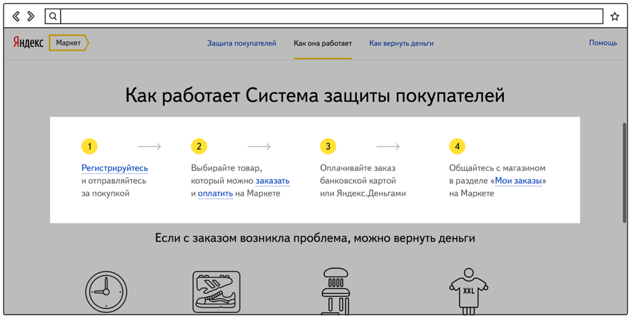 Яндекс Маркет
Защита покупателей Как она работает Как вернуть деньги Помощь
Как работает Система защиты покупателей
1
Регистрируйтесь
и отправляйтесь
за покупкой
2
Выбирайте товар,
который можно заказать
и оплатить на Маркете
3
Оплачивайте заказ
банковской картой
или Яндекс.Деньгами
4
Общайтесь с магазином
в разделе «Мои заказы»
на Маркете
Если с заказом возникла проблема, можно вернуть деньги
XXL